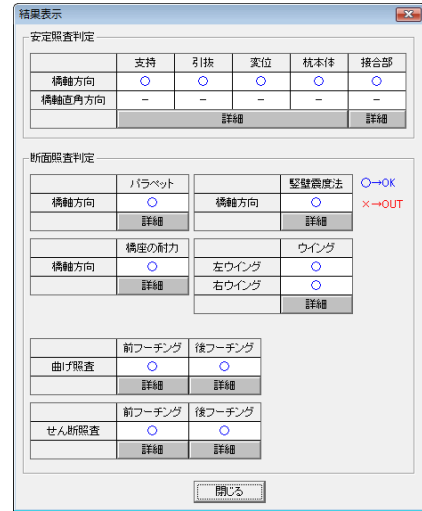 結果表示
安定照査判定
支持 引抜 変位 杭本体 接合部
橋軸方向 ○ ○ ○ ○ ○
橋軸直角方向 － － － － －
詳細 詳細
断面照査判定
パラペット 竪壁震度法 ○→OK
橋軸方向 ○ 橋軸方向 ○ ×→OUT
詳細 詳細
橋座の耐力 ウイング
橋軸方向 ○ 左ウイング ○
詳細 右ウイング ○
詳細
前フーチング 後フーチング
曲げ照査 ○ ○
詳細 詳細
前フーチング 後フーチング
せん断照査 ○ ○
詳細 詳細
閉じる